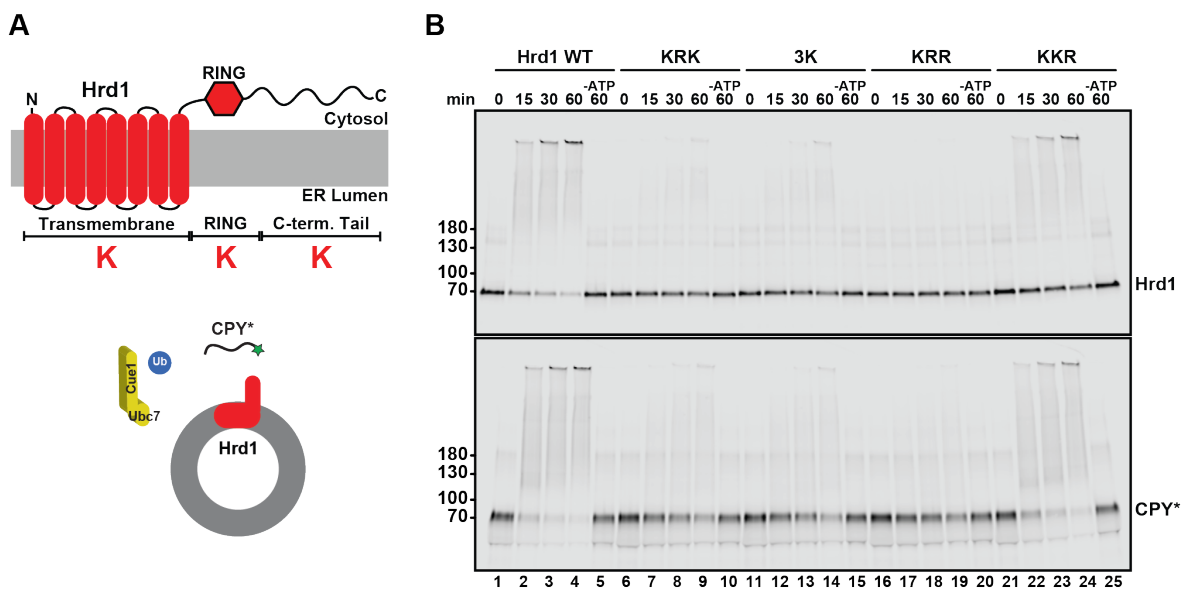 A
Hrd1
RING
N
C
Cytosol
ER Lumen
Transmembrane RING C-term. Tail
K K K
CPY*
Ub
Cue1
Ubc7
Hrd1
B
Hrd1 WT KRK 3K KRR KKR
-ATP -ATP -ATP -ATP -ATP
min 0 15 30 60 60 0 15 30 60 60 0 15 30 60 60 0 15 30 60 60 0 15 30 60 60
180
130
100
70
Hrd1
180
130
100
70
CPY*
1 2 3 4 5 6 7 8 9 10 11 12 13 14 15 16 17 18 19 20 21 22 23 24 25